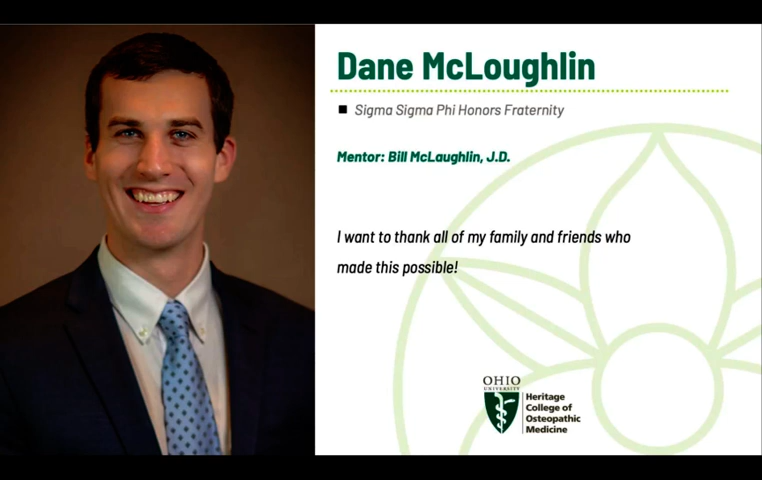 Dane McLoughlin
Sigma Sigma Phi Honors Fraternity
Mentor: Bill McLaughlin, J.D.
I want to thank all of my family and friends who
made this possible!
OHIO
UNIVERSITY
Heritage
College of
Osteopathic
Medicine